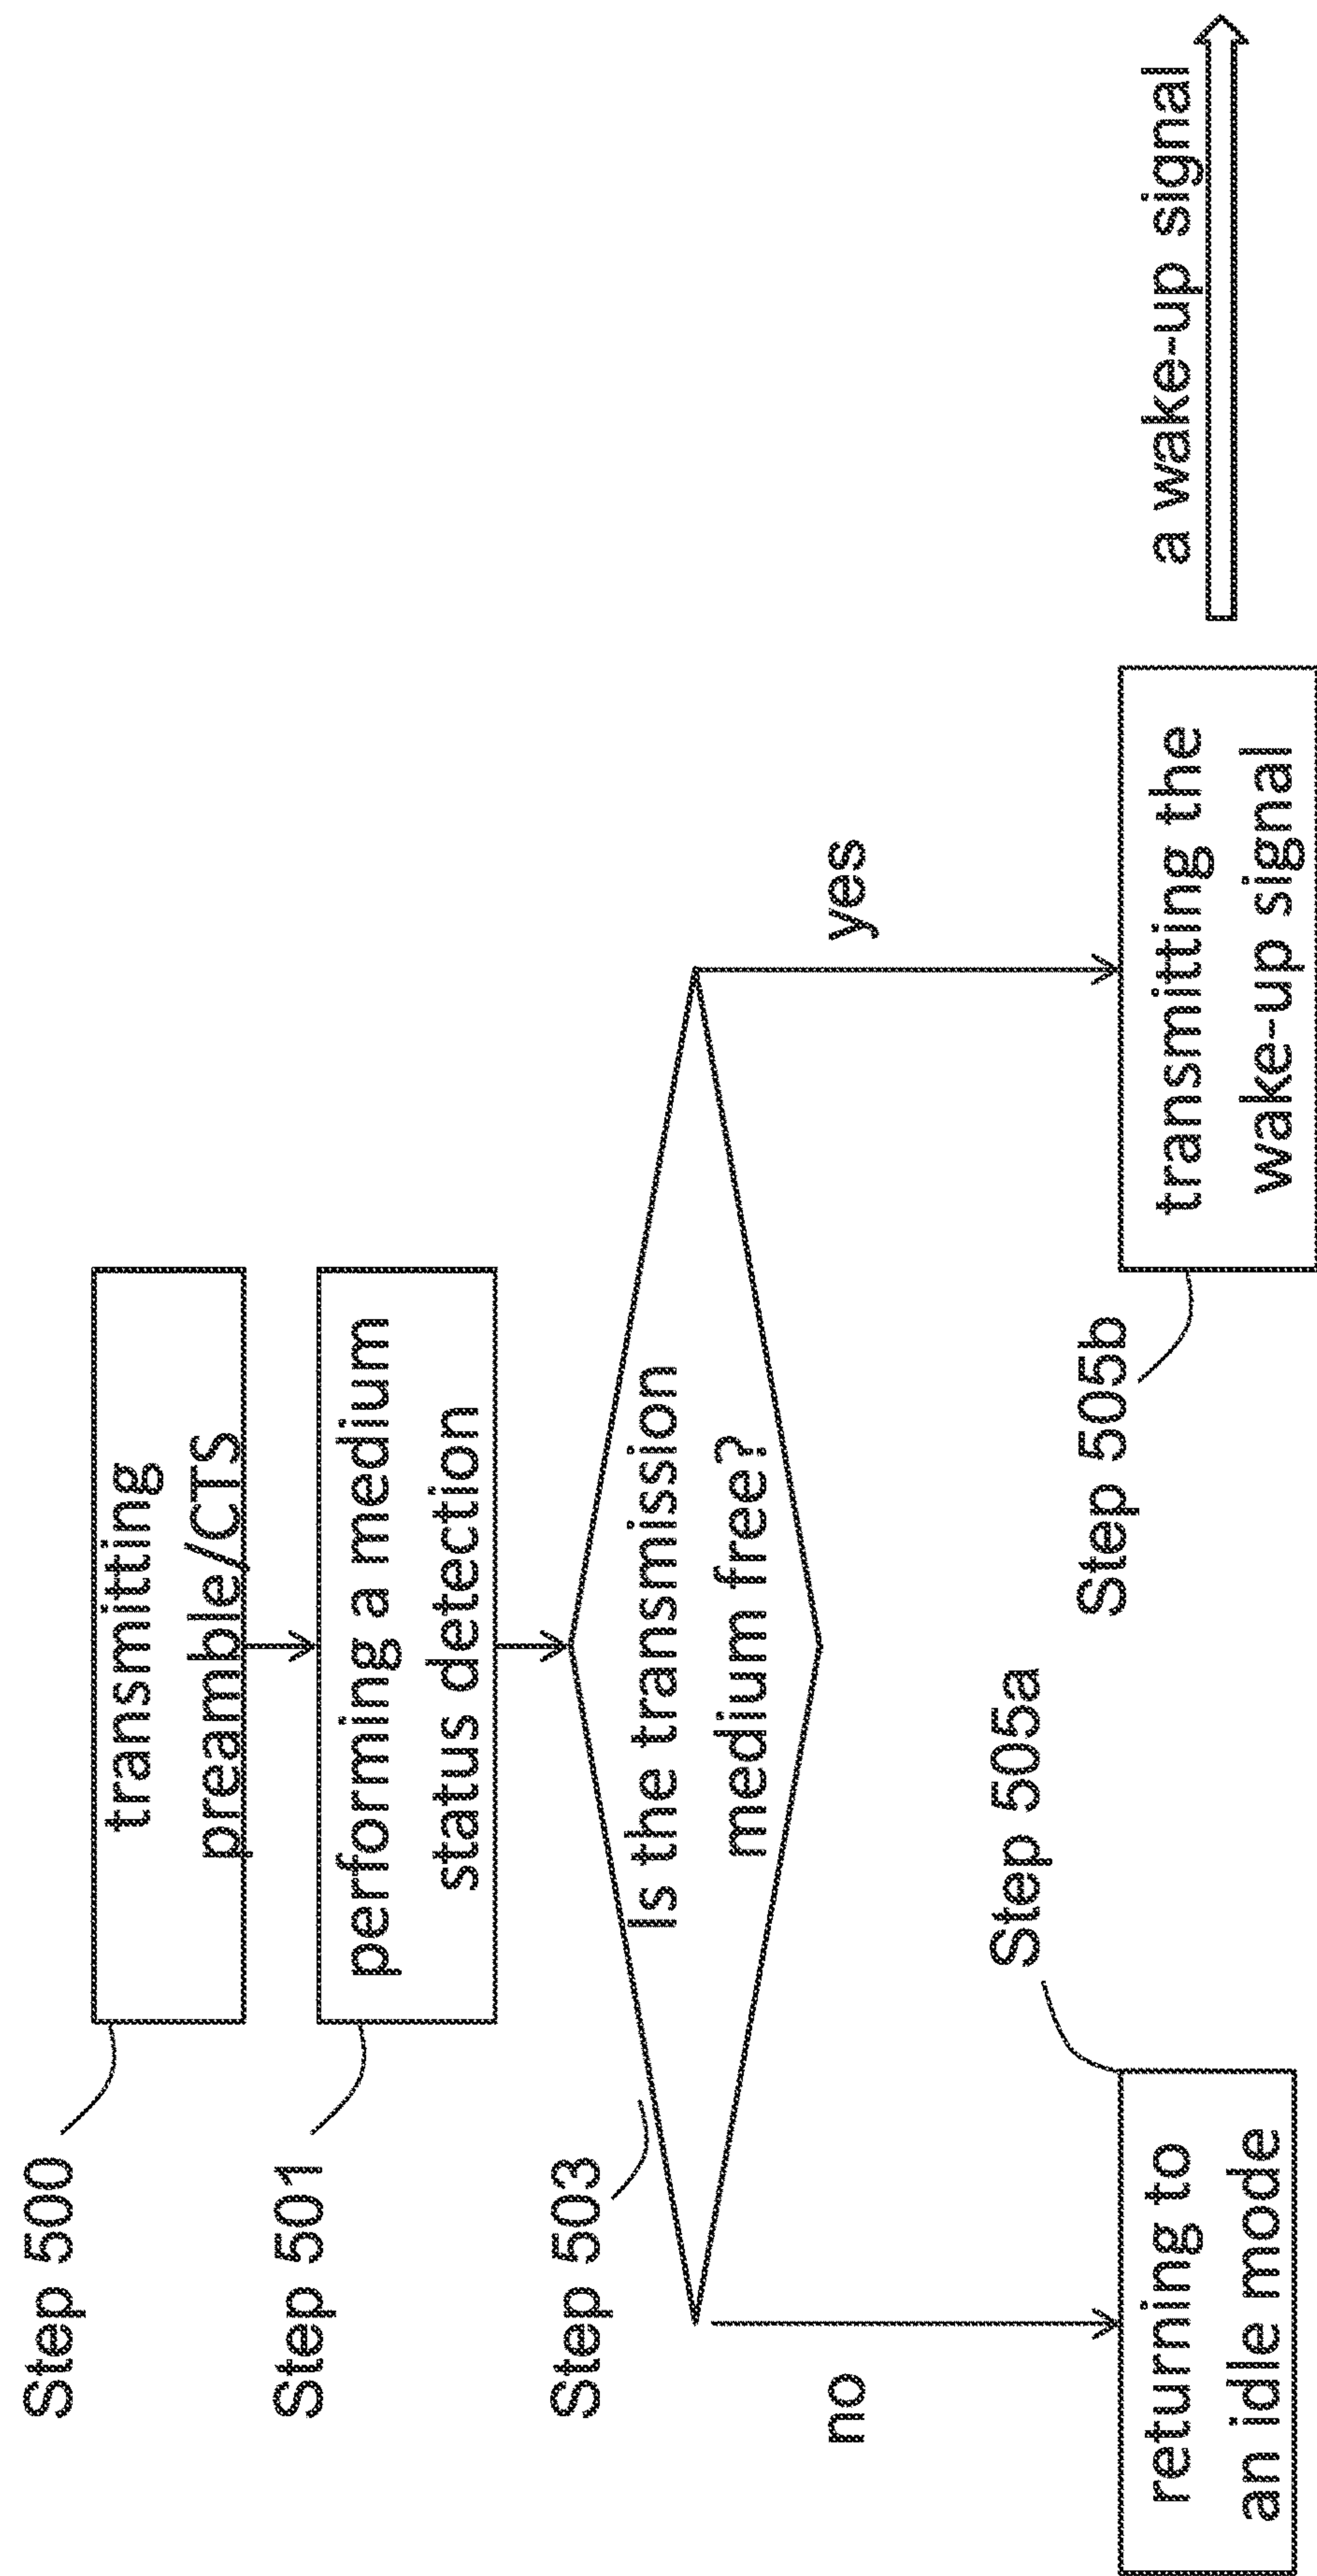 Step 500
transmitting
preamble/CTS
Step 501
performing a medium
status detection
Step 503
Is the transmission
medium free?
no
yes
Step 505a
returning to
an idle mode
Step 505b
transmitting the
wake-up signal
a wake-up signal